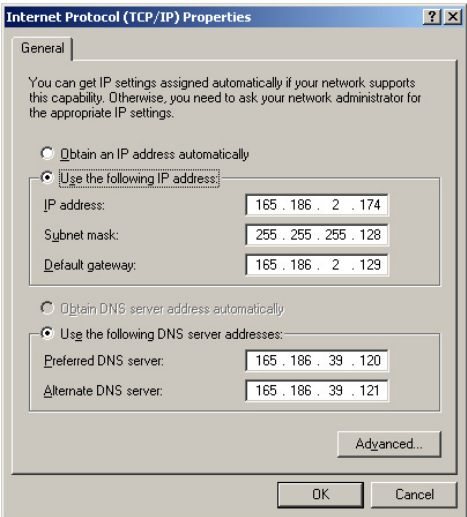 Internet Protocol (TCP/IP) Properties
General
You can get IP settings assigned automatically if your network supports
this capability. Otherwise, you need to ask your network administrator for
the appropriate IP settings.
Obtain an IP address automatically
Use the following IP address:
IP address: 165 . 186 . 2 . 174
Subnet mask: 255 . 255 . 255 . 128
Default gateway: 165 . 186 . 2 . 129
Obtain DNS server address automatically
Use the following DNS server addresses:
Preferred DNS server: 165 . 186 . 39 . 120
Alternate DNS server: 165 . 186 . 39 . 121
Advanced...
OK Cancel